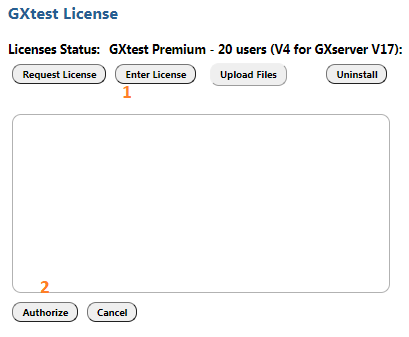 GXtest License
Licenses Status: GXtest Premium - 20 users (V4 for GXserver V17):
Request License Enter License Upload Files Uninstall
1
2
Authorize Cancel